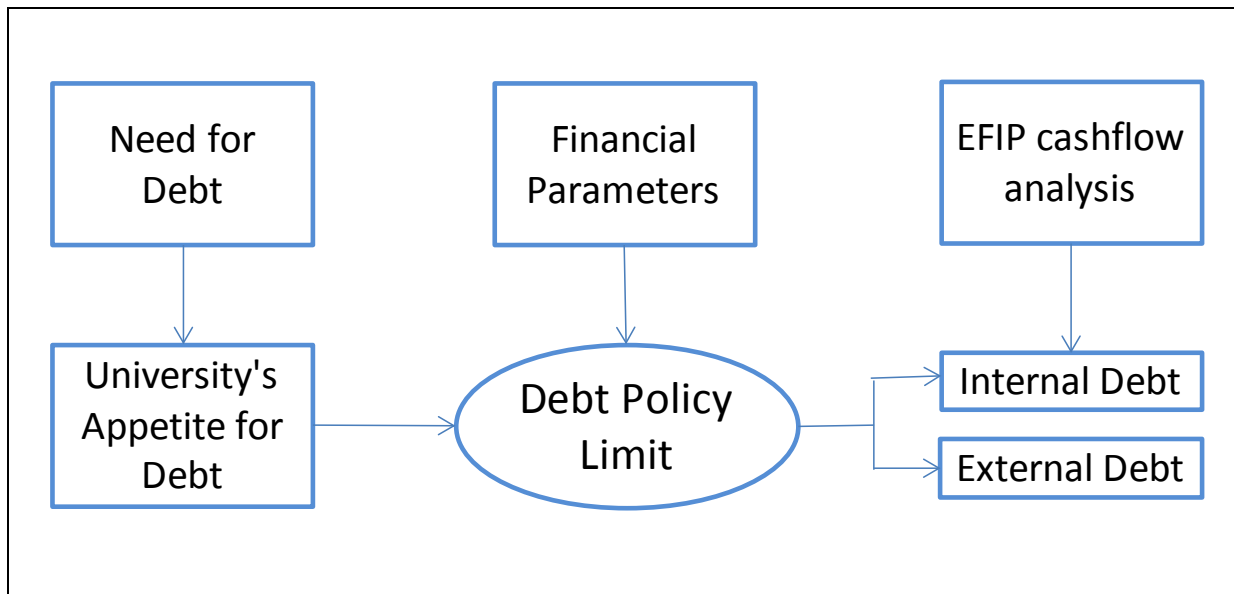 Need for
Debt
Financial
Parameters
EFIP cashflow
analysis
University's
Appetite for
Debt
Debt Policy
Limit
Internal Debt
External Debt